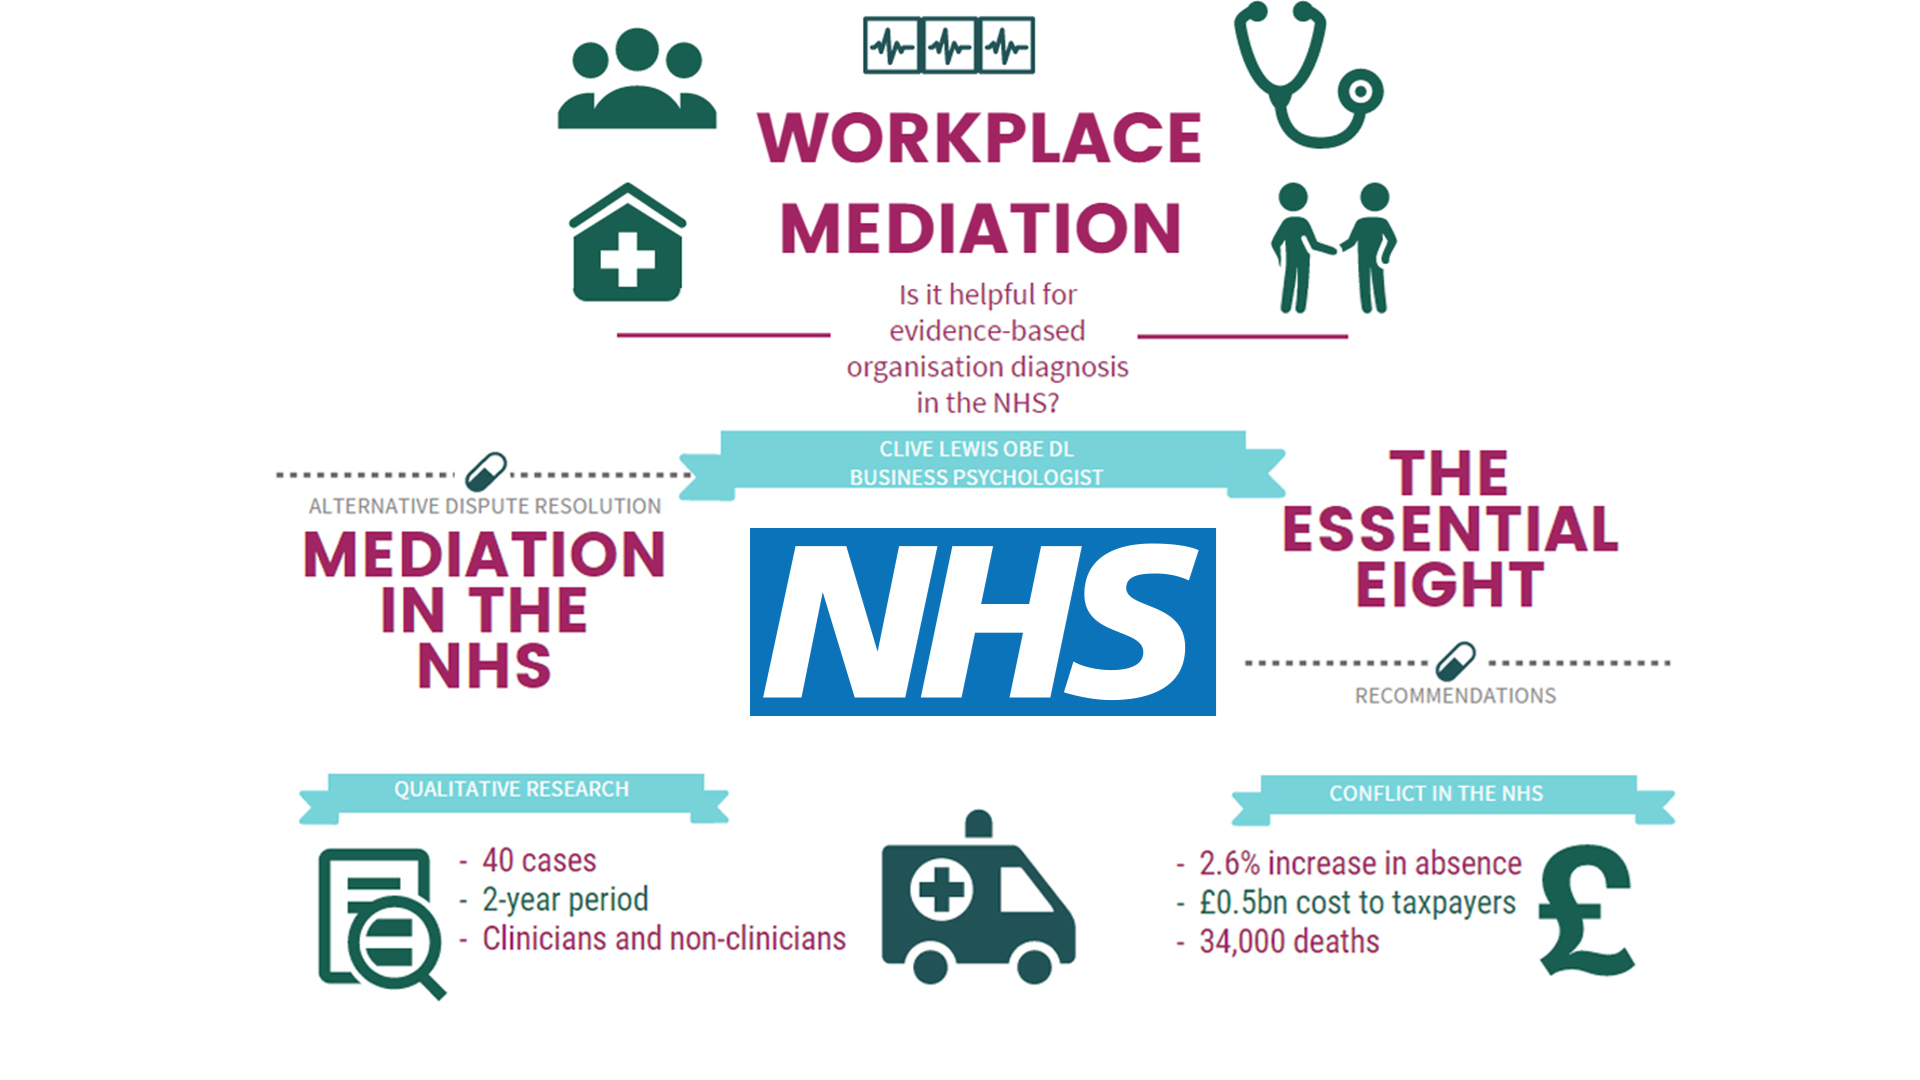 WORKPLACE
MEDIATION
Is it helpful for
evidence-based
organisation diagnosis
in the NHS?
CLIVE LEWIS OBE DL
BUSINESS PSYCHOLOGIST
ALTERNATIVE DISPUTE RESOLUTION
MEDIATION
IN THE
NHS
NHS
THE
ESSENTIAL
EIGHT
RECOMMENDATIONS
QUALITATIVE RESEARCH
- 40 cases
- 2-year period
- Clinicians and non-clinicians
CONFLICT IN THE NHS
- 2.6% increase in absence
- £0.5bn cost to taxpayers
- 34,000 deaths
£